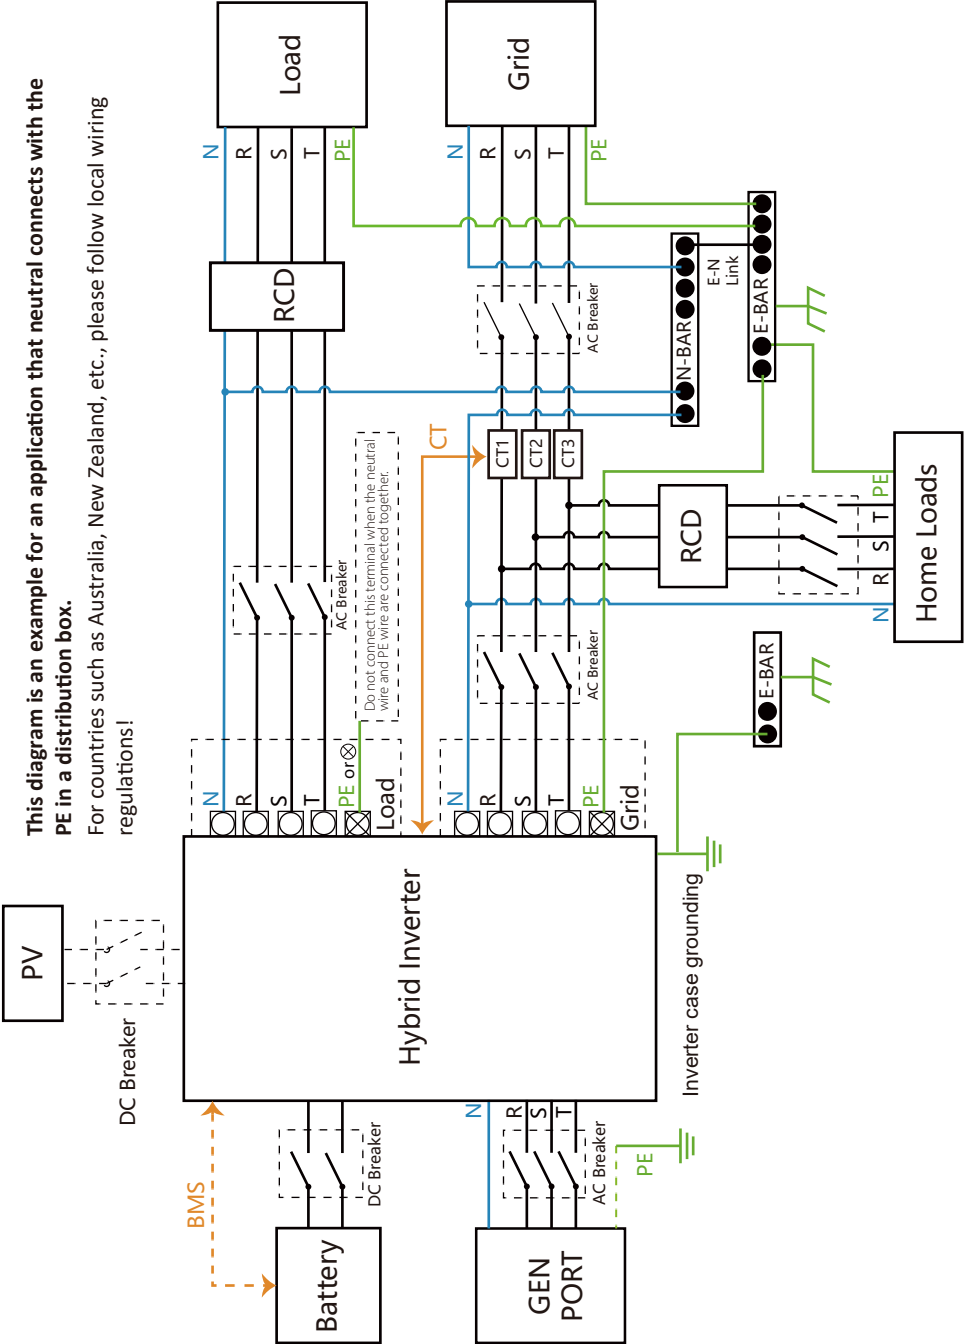 This diagram is an example for an application that neutral connects with the
PE in a distribution box.
For countries such as Australia, New Zealand, etc., please follow local wiring
regulations!
PV
DC Breaker
BMS
Battery
DC Breaker
Hybrid Inverter
N
R
S
T
PE or
Load
AC Breaker
Do not connect this terminal when the neutral
wire and PE wire are connected together.
RCD
N
R
S
T
PE
Load
CT
N
R
S
T
PE
Grid
AC Breaker
CT1
CT2
CT3
AC Breaker
N
R
S
T
PE
Grid
N-BAR
E-N
Link
E-BAR
RCD
N
R
S
T
PE
Home Loads
E-BAR
Inverter case grounding
N
R
S
T
AC Breaker
PE
GEN
PORT